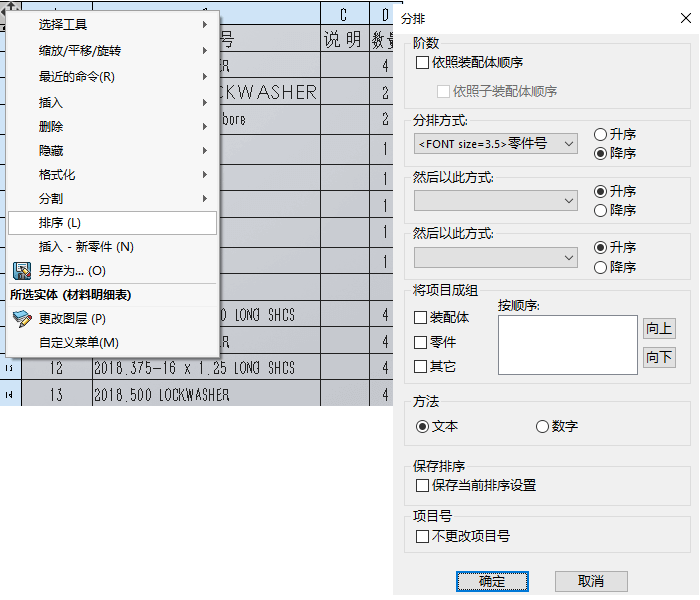 选择工具
缩放/平移/旋转
最近的命令(R)
插入
删除
隐藏
格式化
分割
排序 (L)
插入 - 新零件 (N)
另存为... (O)
所选实体 (材料明细表)
更改图层 (P)
自定义菜单(M)
C D
号 说 明 数量
4
CKWASHER 2
bore 2
1
1
1
1
1
0 LONG SHCS 4
4
13 12 2018.375-16 x 1.25 LONG SHCS 4
14 13 2018.500 LOCKWASHER 4
分排
阶数
依照装配体顺序
依照子装配体顺序
分排方式:
<FONT size=3.5>零件号
升序
降序
然后以此方式:
升序
降序
然后以此方式:
升序
降序
将项目成组
按顺序:
装配体
零件
其它
向上
向下
方法
文本 数字
保存排序
保存当前排序设置
项目号
不更改项目号
确定 取消